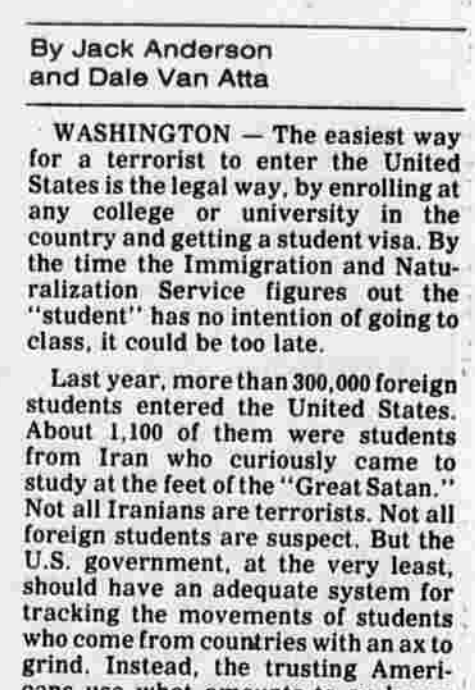 By Jack Anderson
and Dale Van Atta
WASHINGTON — The easiest way
for a terrorist to enter the United
States is the legal way, by enrolling at
any college or university in the
country and getting a student visa. By
the time the Immigration and Natu-
ralization Service figures out the
"student" has no intention of going to
class, it could be too late.
Last year, more than 300,000 foreign
students entered the United States.
About 1,100 of them were students
from Iran who curiously came to
study at the feet of the "Great Satan."
Not all Iranians are terrorists. Not all
foreign students are suspect. But the
U.S. government, at the very least,
should have an adequate system for
tracking the movements of students
who come from countries with an ax to
grind. Instead, the trusting Ameri-